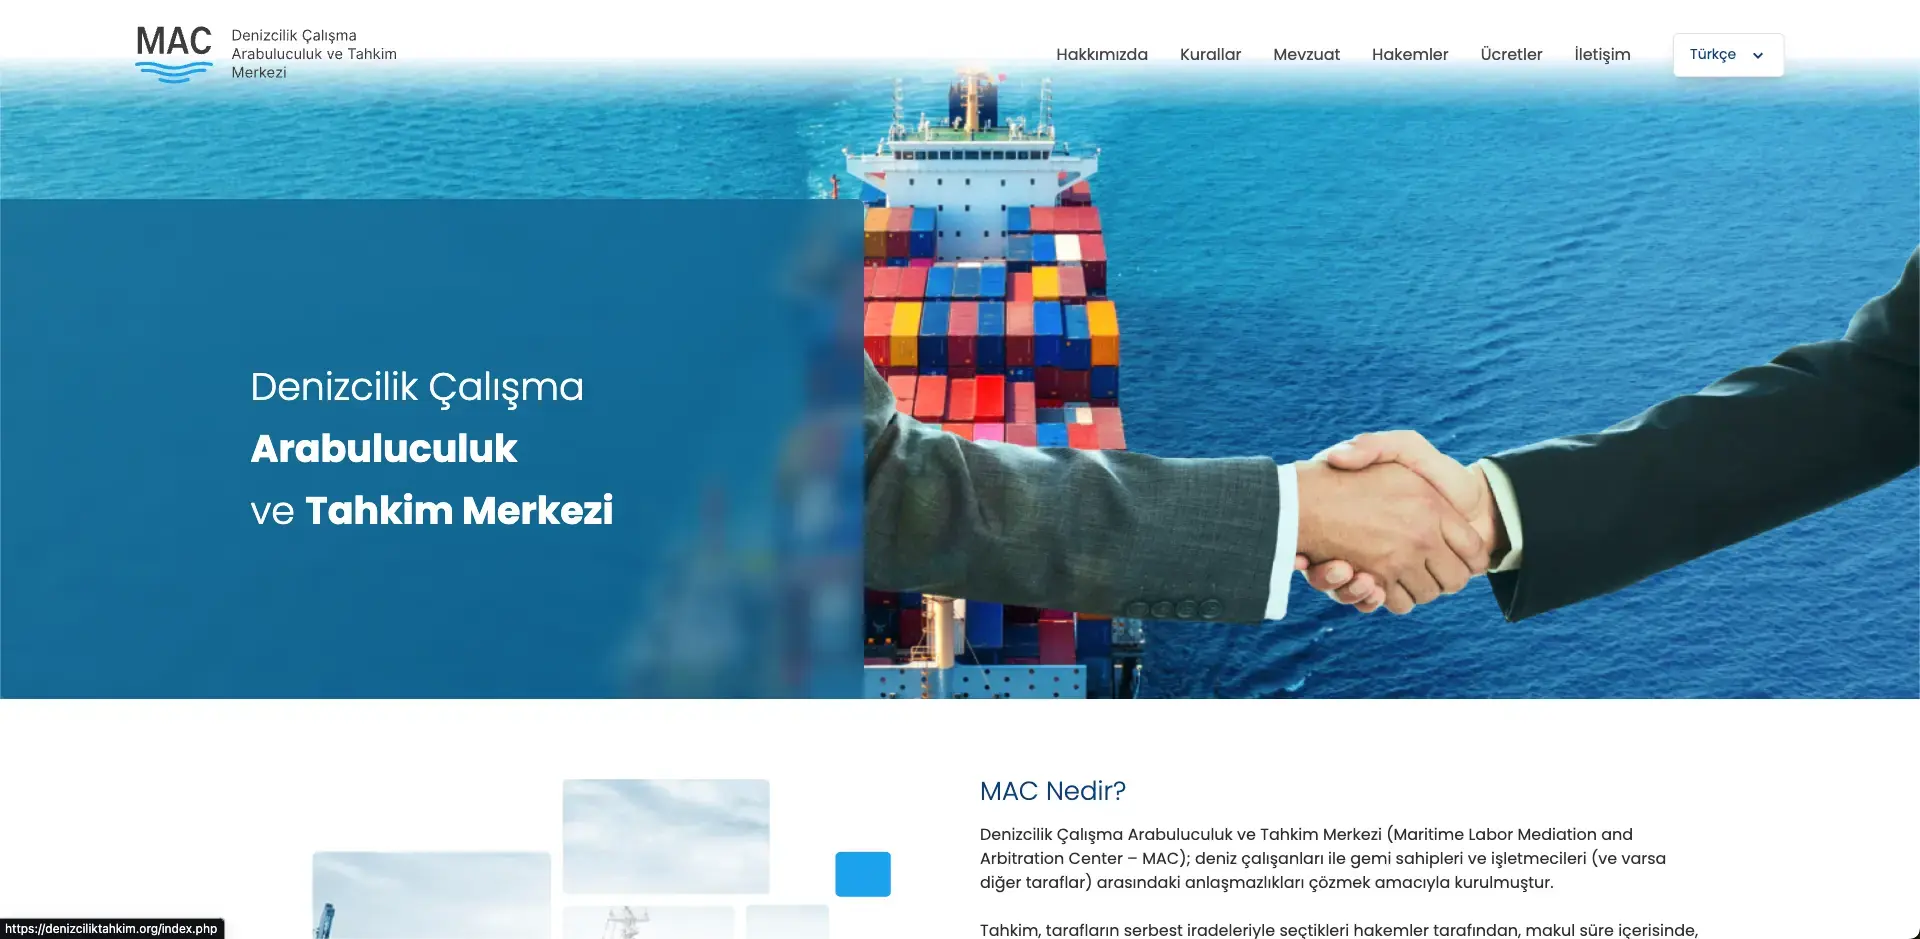 MAC
Denizcilik Çalışma
Arabuluculuk ve Tahkim
Merkezi
Hakkımızda
Kurallar
Mevzuat
Hakemler
Ücretler
İletişim
Türkçe
Denizcilik Çalışma
Arabuluculuk
ve Tahkim Merkezi
MAC Nedir?
Denizcilik Çalışma Arabuluculuk ve Tahkim Merkezi (Maritime Labor Mediation and
Arbitration Center – MAC); deniz çalışanları ile gemi sahipleri ve işletmecileri (ve varsa
diğer taraflar) arasındaki anlaşmazlıkları çözmek amacıyla kurulmuştur.
Tahkim, tarafların serbest iradeleriyle seçtikleri hakemler tarafından, makul süre içerisinde,
https://denizciliktahkim.org/index.php